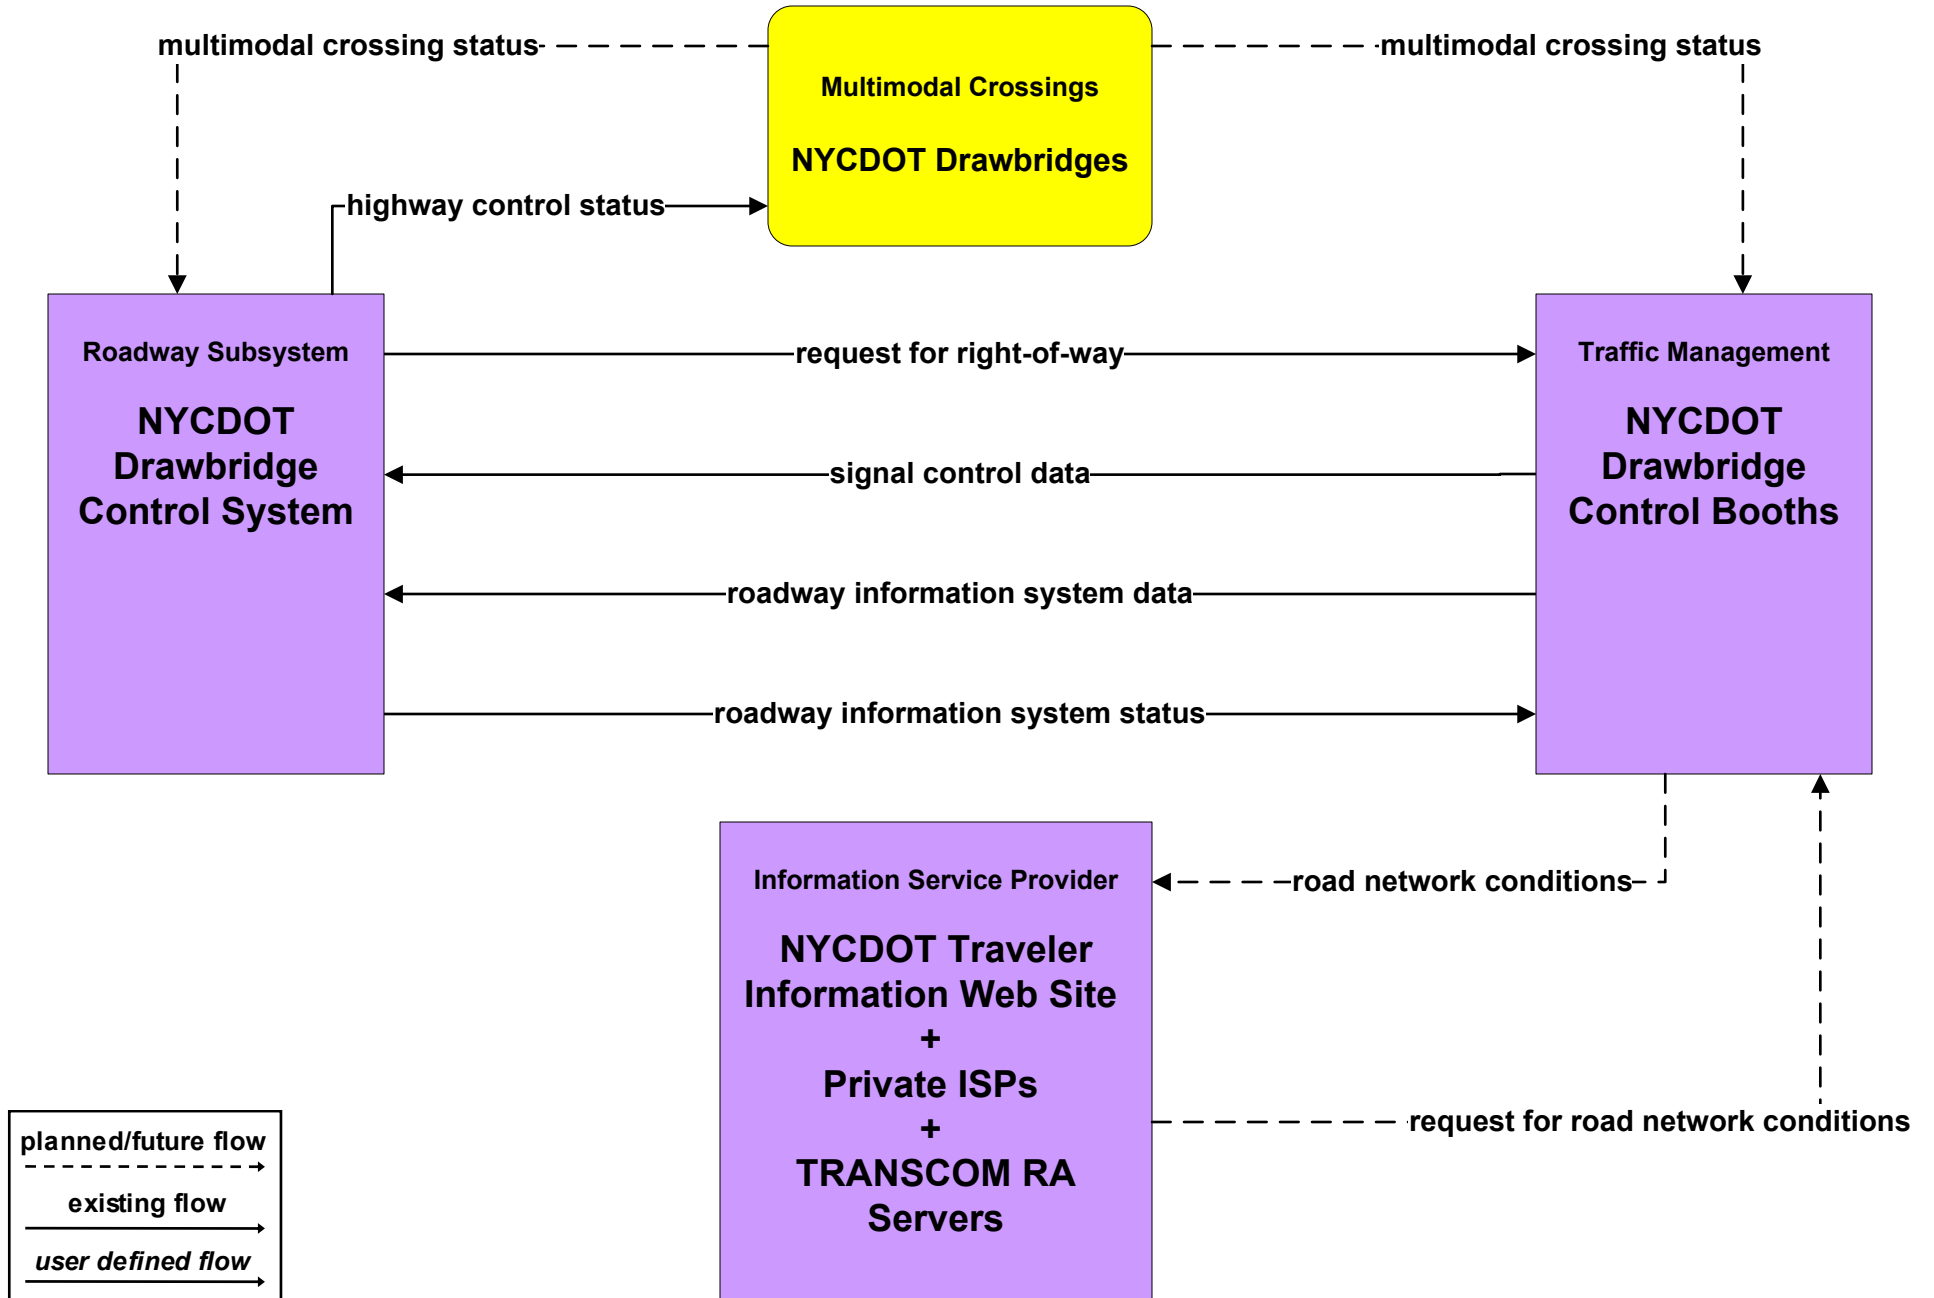 multimodal crossing status
multimodal crossing status
Multimodal Crossings
NYCDOT Drawbridges
highway control status
Roadway Subsystem
NYCDOT
Drawbridge
Control System
request for right-of-way
signal control data
roadway information system data
roadway information system status
Traffic Management
NYCDOT
Drawbridge
Control Booths
Information Service Provider
NYCDOT Traveler
Information Web Site
+
Private ISPs
+
TRANSCOM RA
Servers
road network conditions
request for road network conditions
planned/future flow
existing flow
user defined flow